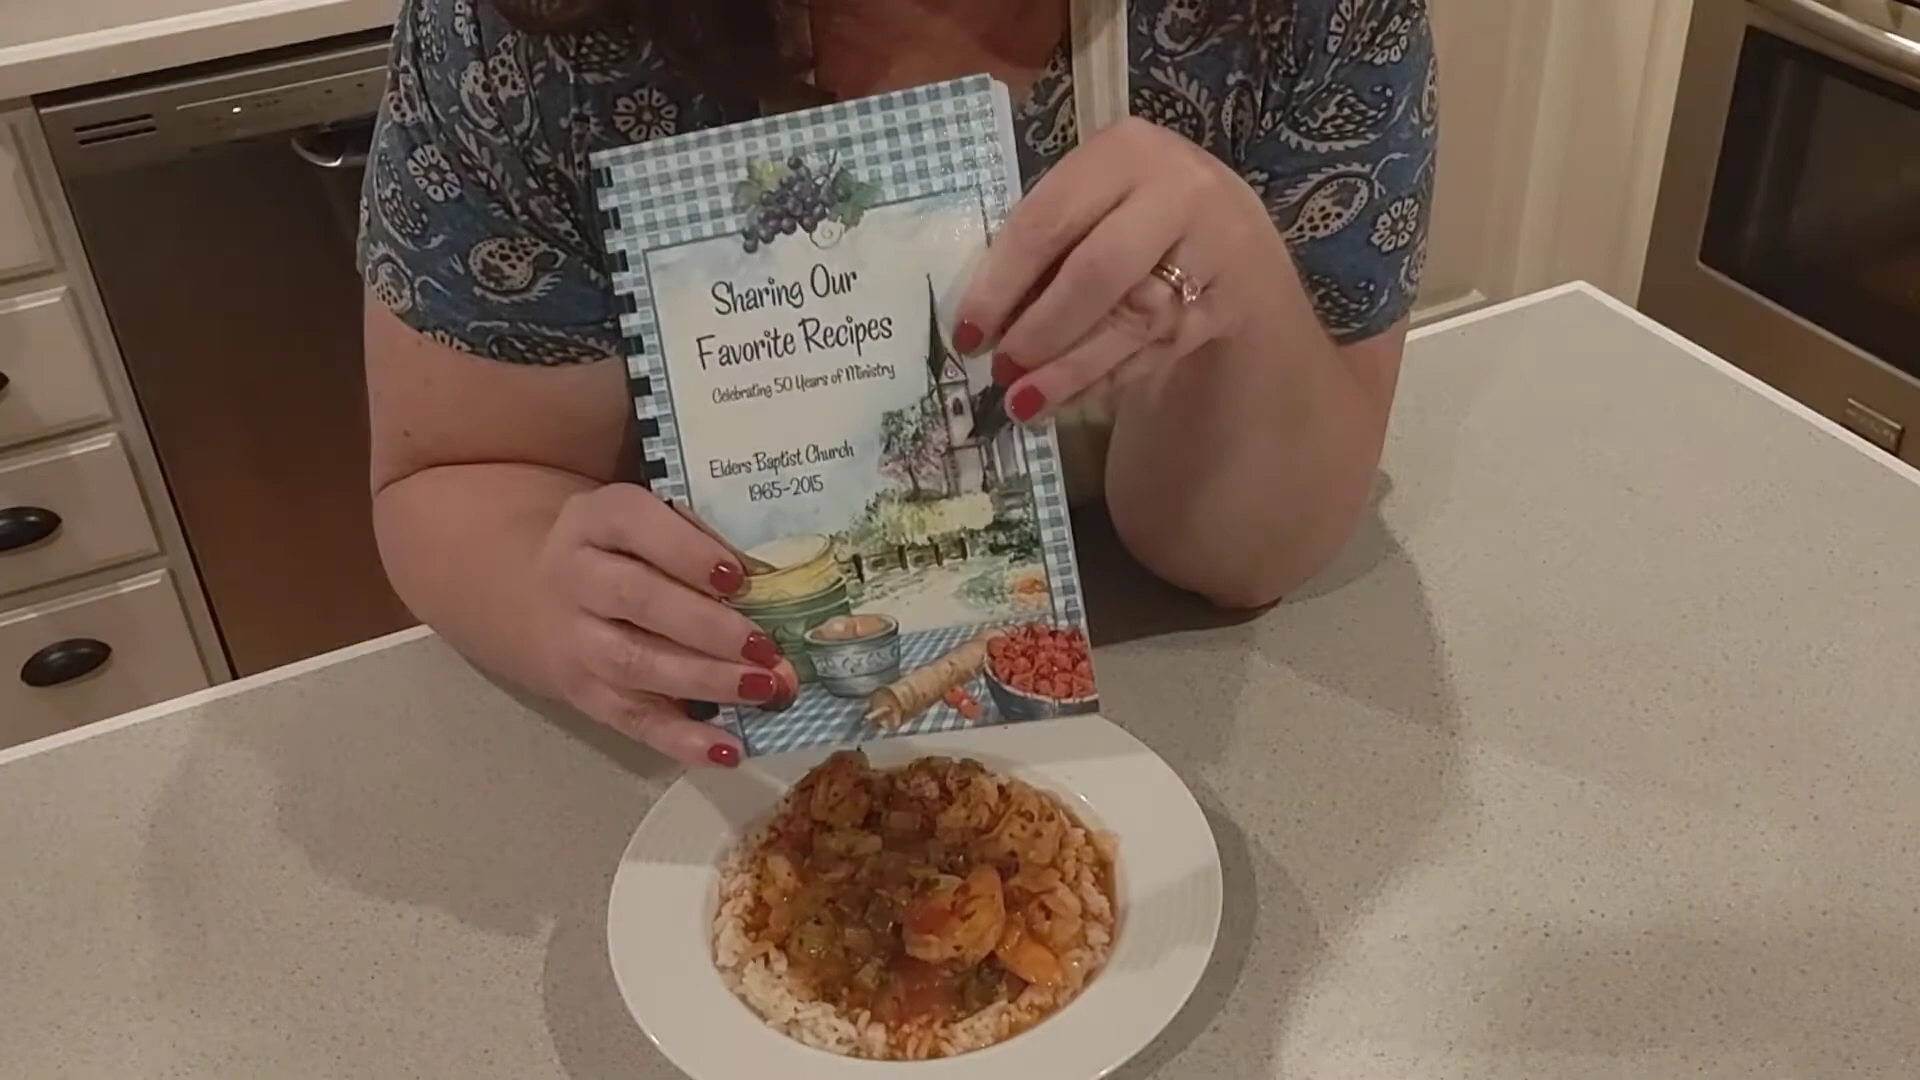 Sharing Our
Favorite Recipes
Celebrating 50 Years of Ministry
Elders Baptist Church
1965-2015